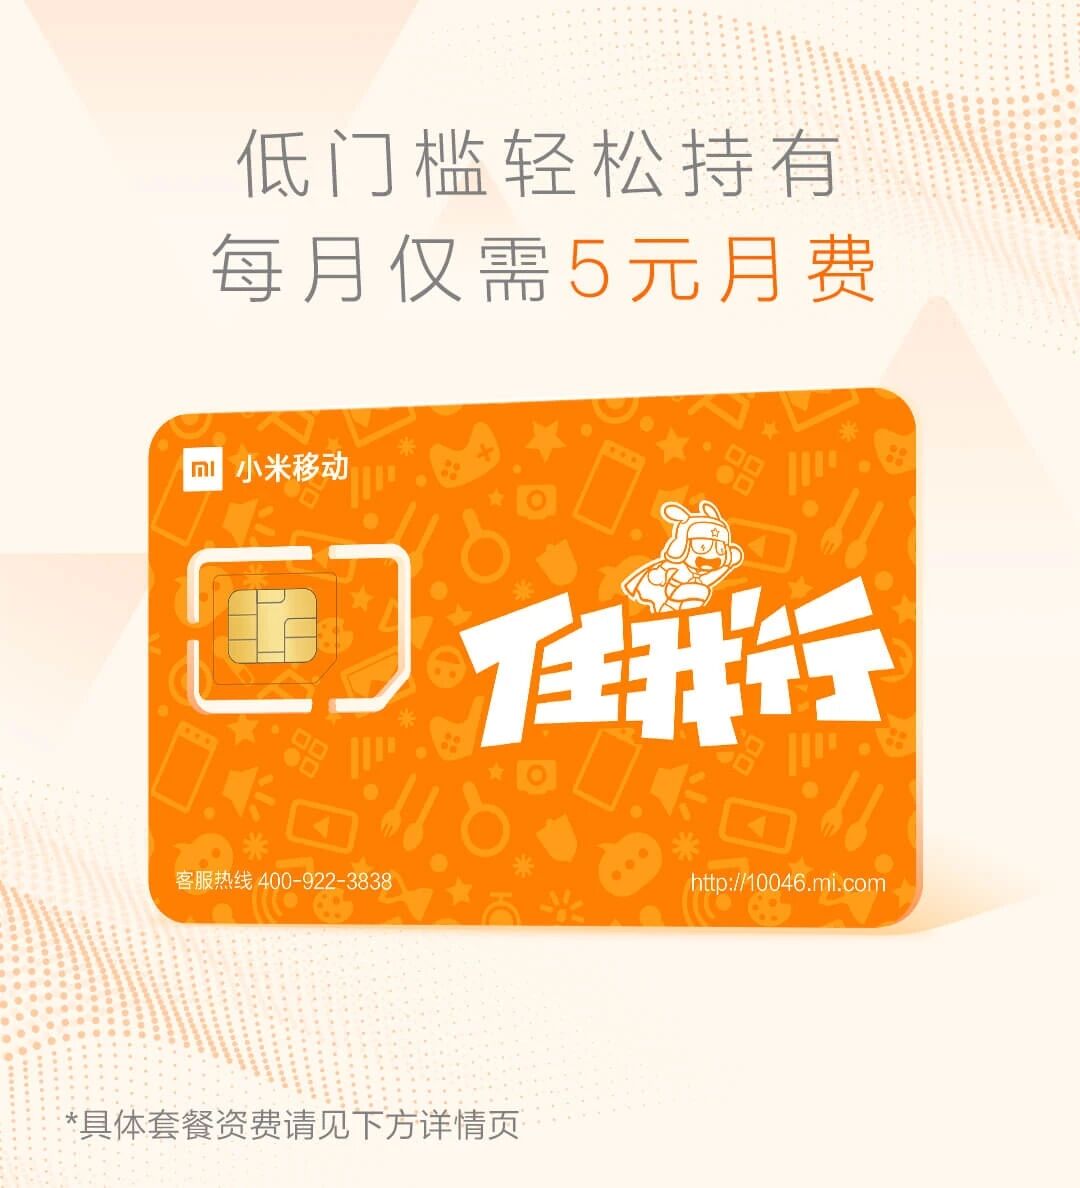 低门槛轻松持有
每月仅需5元月费
mi 小米移动
任我行
客服热线 400-922-3838
http://10046.mi.com
*具体套餐资费请见下方详情页